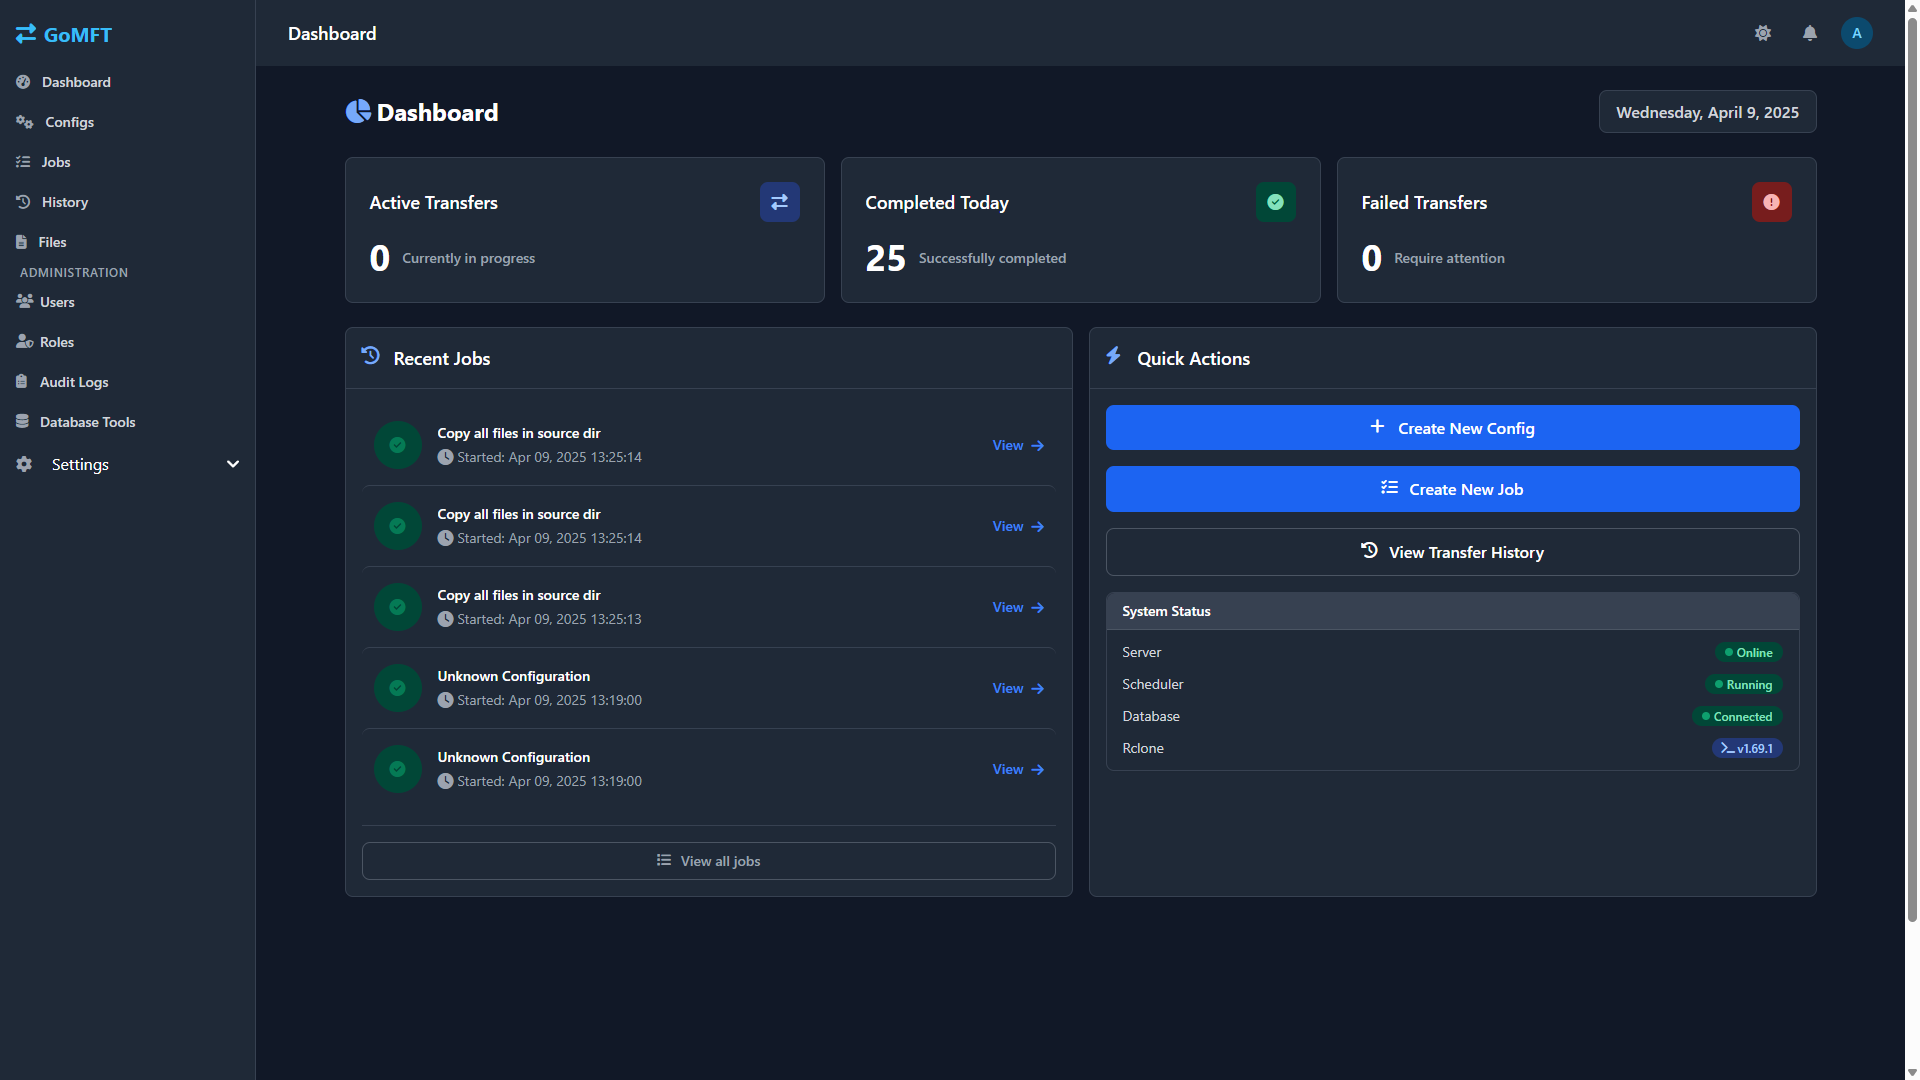 GoMFT
Dashboard
Configs
Jobs
History
Files
ADMINISTRATION
Users
Roles
Audit Logs
Database Tools
Settings
Dashboard
A
Dashboard
Wednesday, April 9, 2025
Active Transfers
0 Currently in progress
Completed Today
25 Successfully completed
Failed Transfers
0 Require attention
Recent Jobs
Copy all files in source dir
Started: Apr 09, 2025 13:25:14
View
Copy all files in source dir
Started: Apr 09, 2025 13:25:14
View
Copy all files in source dir
Started: Apr 09, 2025 13:25:13
View
Unknown Configuration
Started: Apr 09, 2025 13:19:00
View
Unknown Configuration
Started: Apr 09, 2025 13:19:00
View
View all jobs
Quick Actions
Create New Config
Create New Job
View Transfer History
System Status
Server Online
Scheduler Running
Database Connected
Rclone v1.69.1